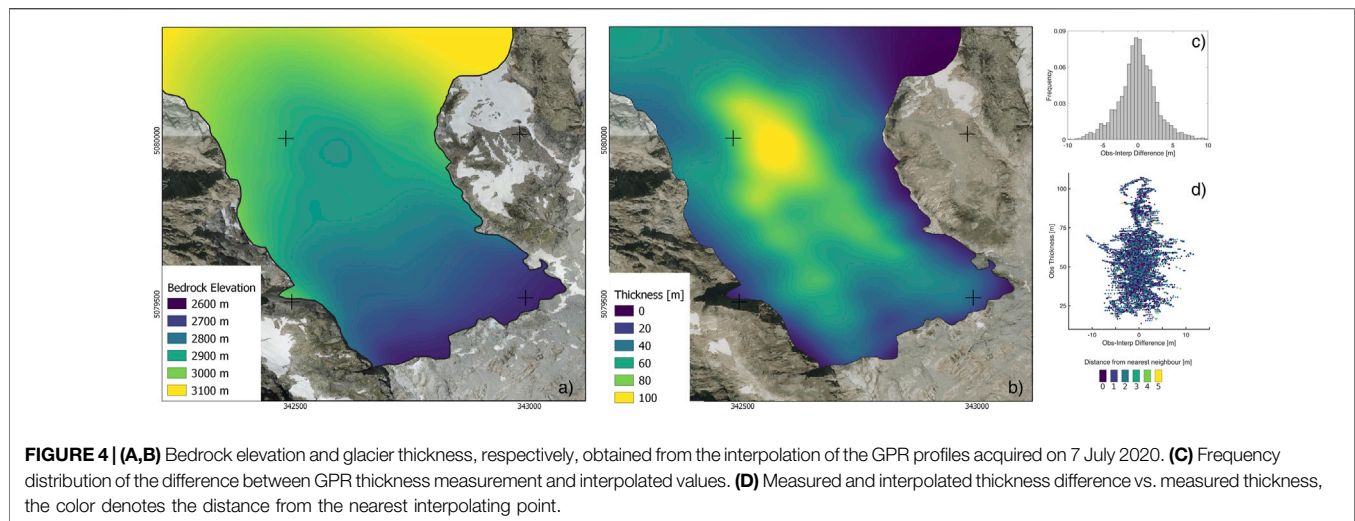 5080000
5079500
Bedrock Elevation
2600 m
2700 m
2800 m
2900 m
3000 m
3100 m
a)
342500
343000
5080000
5079500
Thickness [m]
0
20
40
60
80
100
b)
342500
343000
c)
0.09
0.06
0.03
0
Frequency
-10 -5 0 5 10
Obs-Interp Difference [m]
d)
100
75
50
25
Obs Thickness [m]
-10 0 10
Obs-Interp Difference [m]
Distance from nearest neighbour [m]
0 1 2 3 4 5
FIGURE 4 | (A,B) Bedrock elevation and glacier thickness, respectively, obtained from the interpolation of the GPR profiles acquired on 7 July 2020. (C) Frequency
distribution of the difference between GPR thickness measurement and interpolated values. (D) Measured and interpolated thickness difference vs. measured thickness,
the color denotes the distance from the nearest interpolating point.